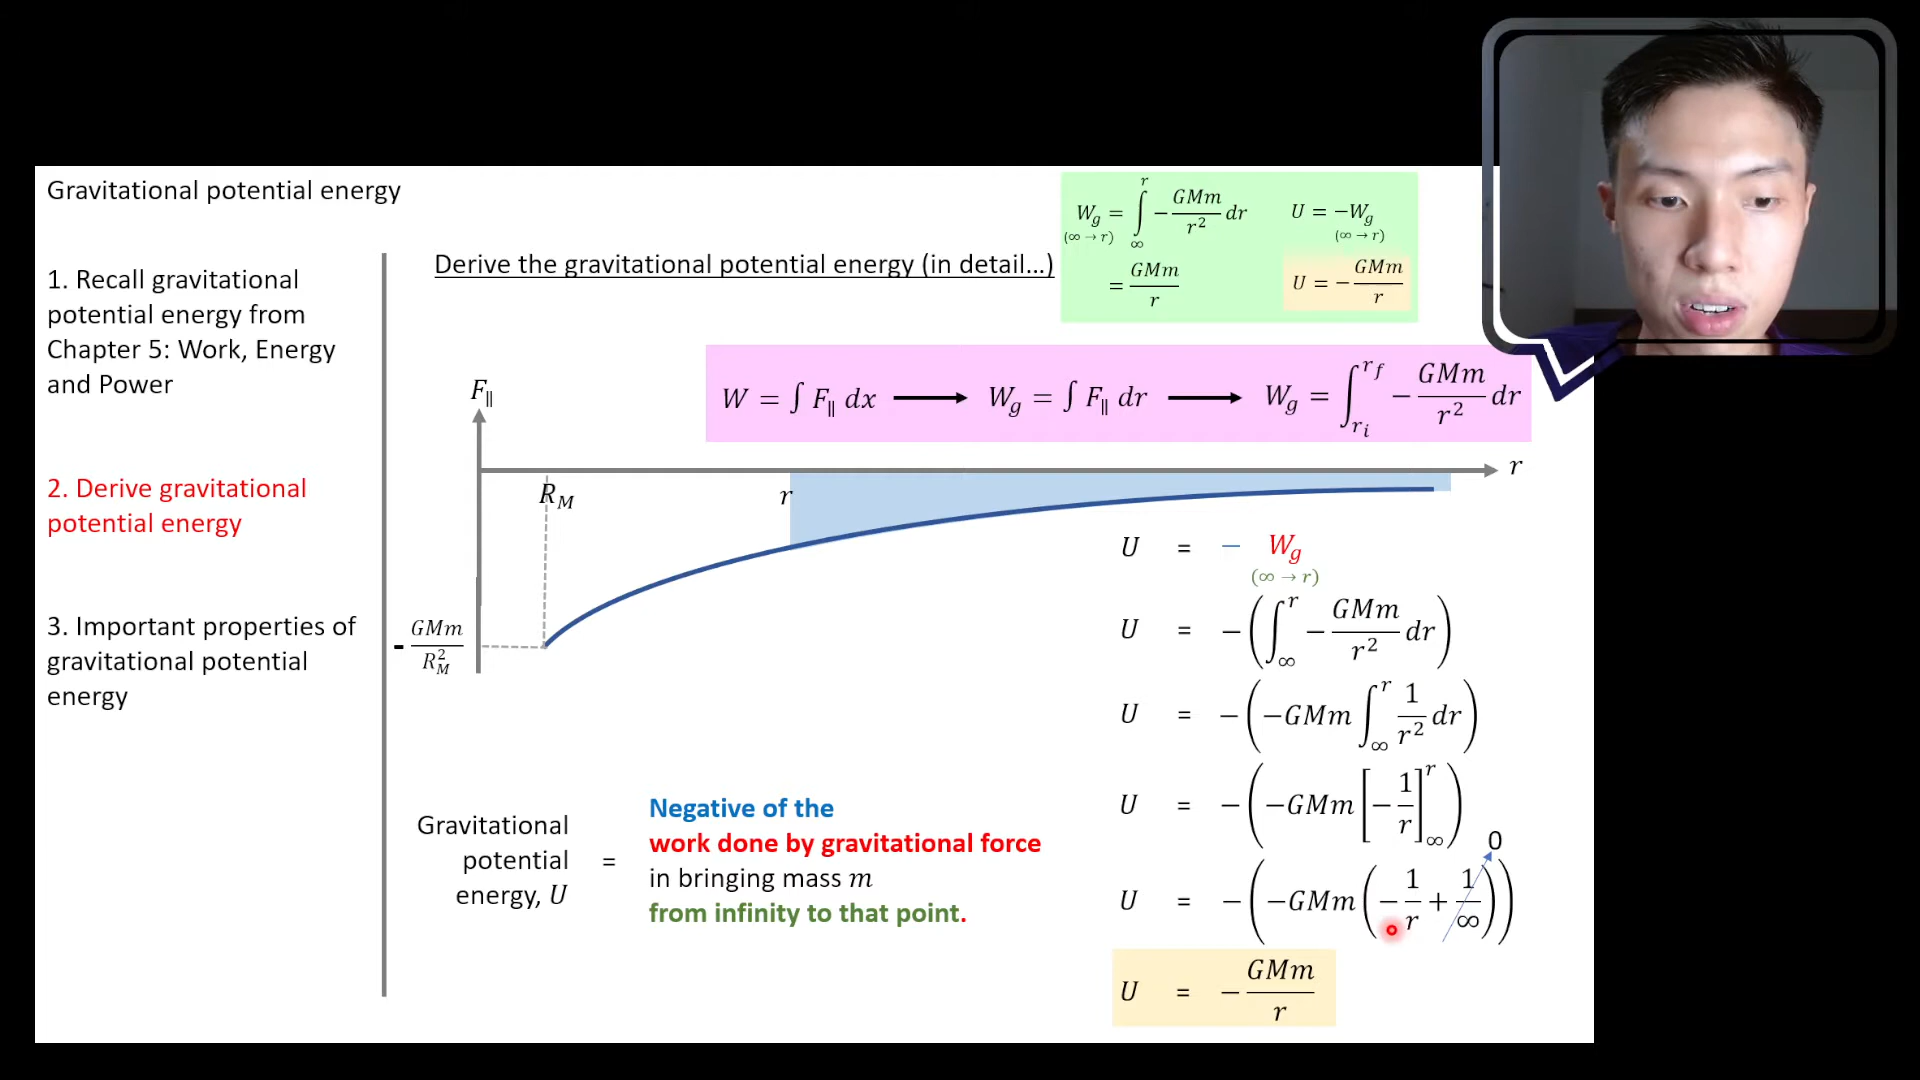 Gravitational potential energy
1. Recall gravitational
potential energy from
Chapter 5: Work, Energy
and Power
2. Derive gravitational
potential energy
3. Important properties of
gravitational potential
energy
Derive the gravitational potential energy (in detail...)
W_g = ∫_∞^r − GMm/r² dr
(∞ → r)
= GMm/r
U = −W_g
(∞ → r)
U = − GMm/r
W = ∫ F_∥ dx ⟶ W_g = ∫ F_∥ dr ⟶ W_g = ∫_{r_i}^{r_f} − GMm/r² dr
F_∥
r
R_M
r
- GMm/R_M²
Gravitational
potential
energy, U
=
Negative of the
work done by gravitational force
in bringing mass m
from infinity to that point.
U = − W_g
(∞ → r)
U = −(∫_∞^r − GMm/r² dr)
U = −(−GMm ∫_∞^r 1/r² dr)
U = −(−GMm [−1/r]_∞^r)
0
U = −(−GMm (−1/r + 1/∞))
U = − GMm/r